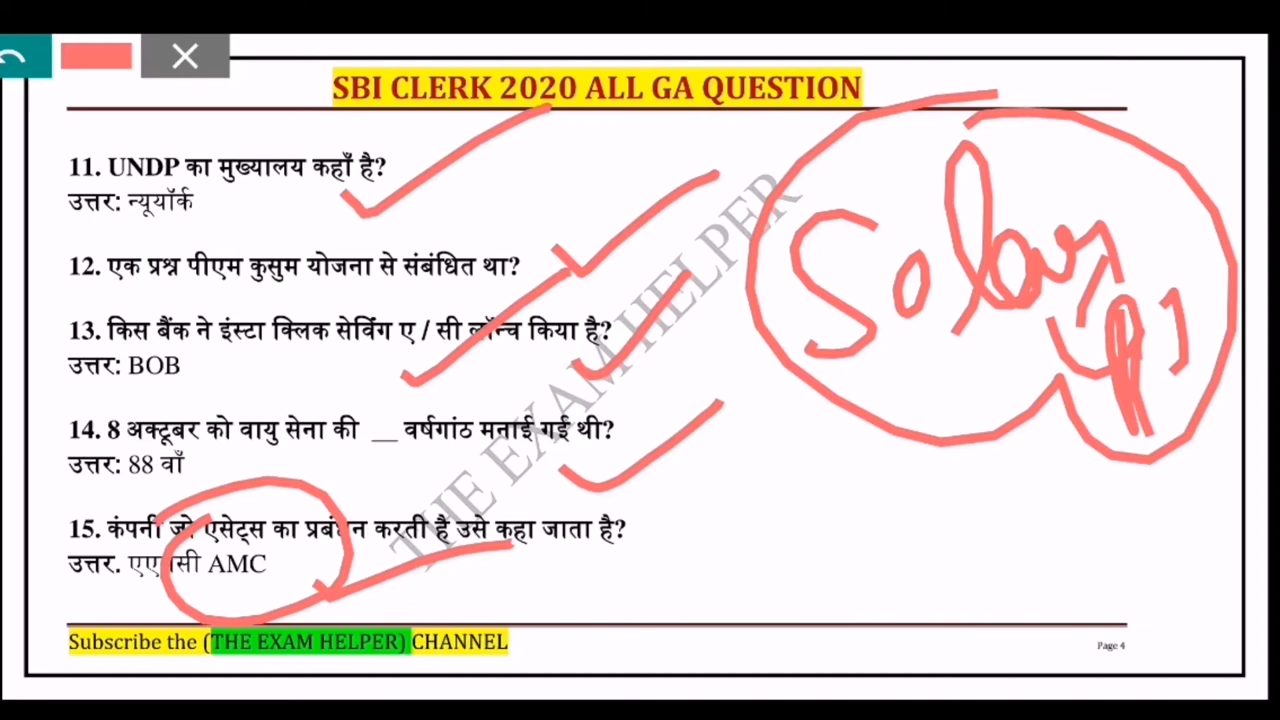 SBI CLERK 2020 ALL GA QUESTION
11. UNDP का मुख्यालय कहाँ है?
उत्तर: न्यूयॉर्क
12. एक प्रश्न पीएम कुसुम योजना से संबंधित था?
13. किस बैंक ने इंस्टा क्लिक सेविंग ए / सी लॉन्च किया है?
उत्तर: BOB
14. 8 अक्टूबर को वायु सेना की __ वर्षगांठ मनाई गई थी?
उत्तर: 88 वाँ
15. कंपनी जो एसेट्स का प्रबंधन करती है उसे कहा जाता है?
उत्तर. एएमसी AMC
THE EXAM HELPER
Solar
Subscribe the (THE EXAM HELPER) CHANNEL
Page 4